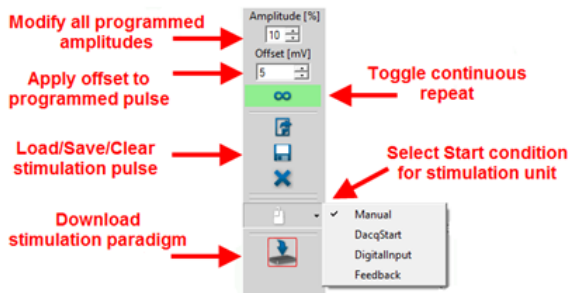 Modify all programmed
amplitudes
Amplitude [%]
10
Offset [mV]
5
Apply offset to
programmed pulse
Toggle continuous
repeat
∞
Load/Save/Clear
stimulation pulse
Select Start condition
for stimulation unit
✓ Manual
DacqStart
DigitalInput
Feedback
Download
stimulation paradigm